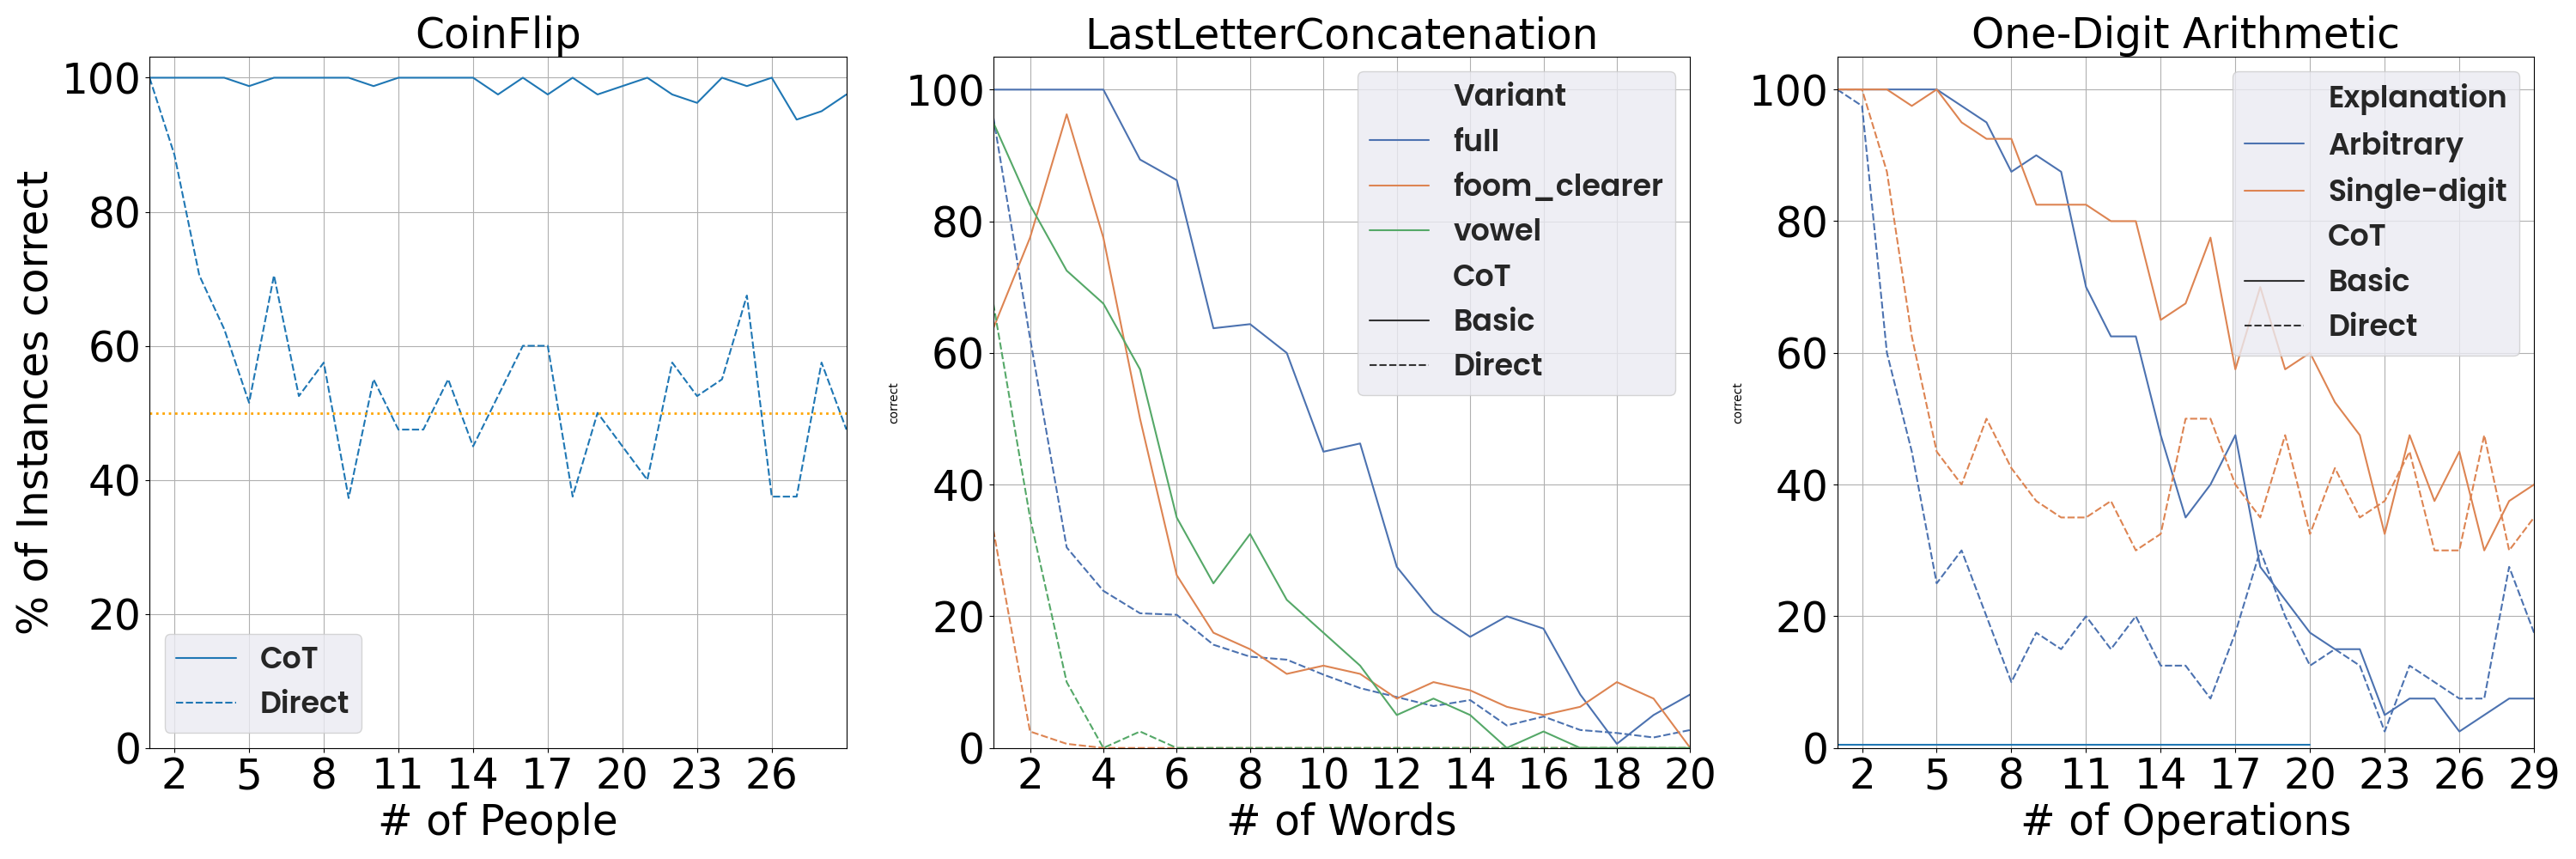 CoinFlip
% of Instances correct
100
80
60
40
20
0
CoT
Direct
2 5 8 11 14 17 20 23 26
# of People
LastLetterConcatenation
correct
100
80
60
40
20
0
Variant
full
foom_clearer
vowel
CoT
Basic
Direct
2 4 6 8 10 12 14 16 18 20
# of Words
One-Digit Arithmetic
correct
100
80
60
40
20
0
Explanation
Arbitrary
Single-digit
CoT
Basic
Direct
2 5 8 11 14 17 20 23 26 29
# of Operations